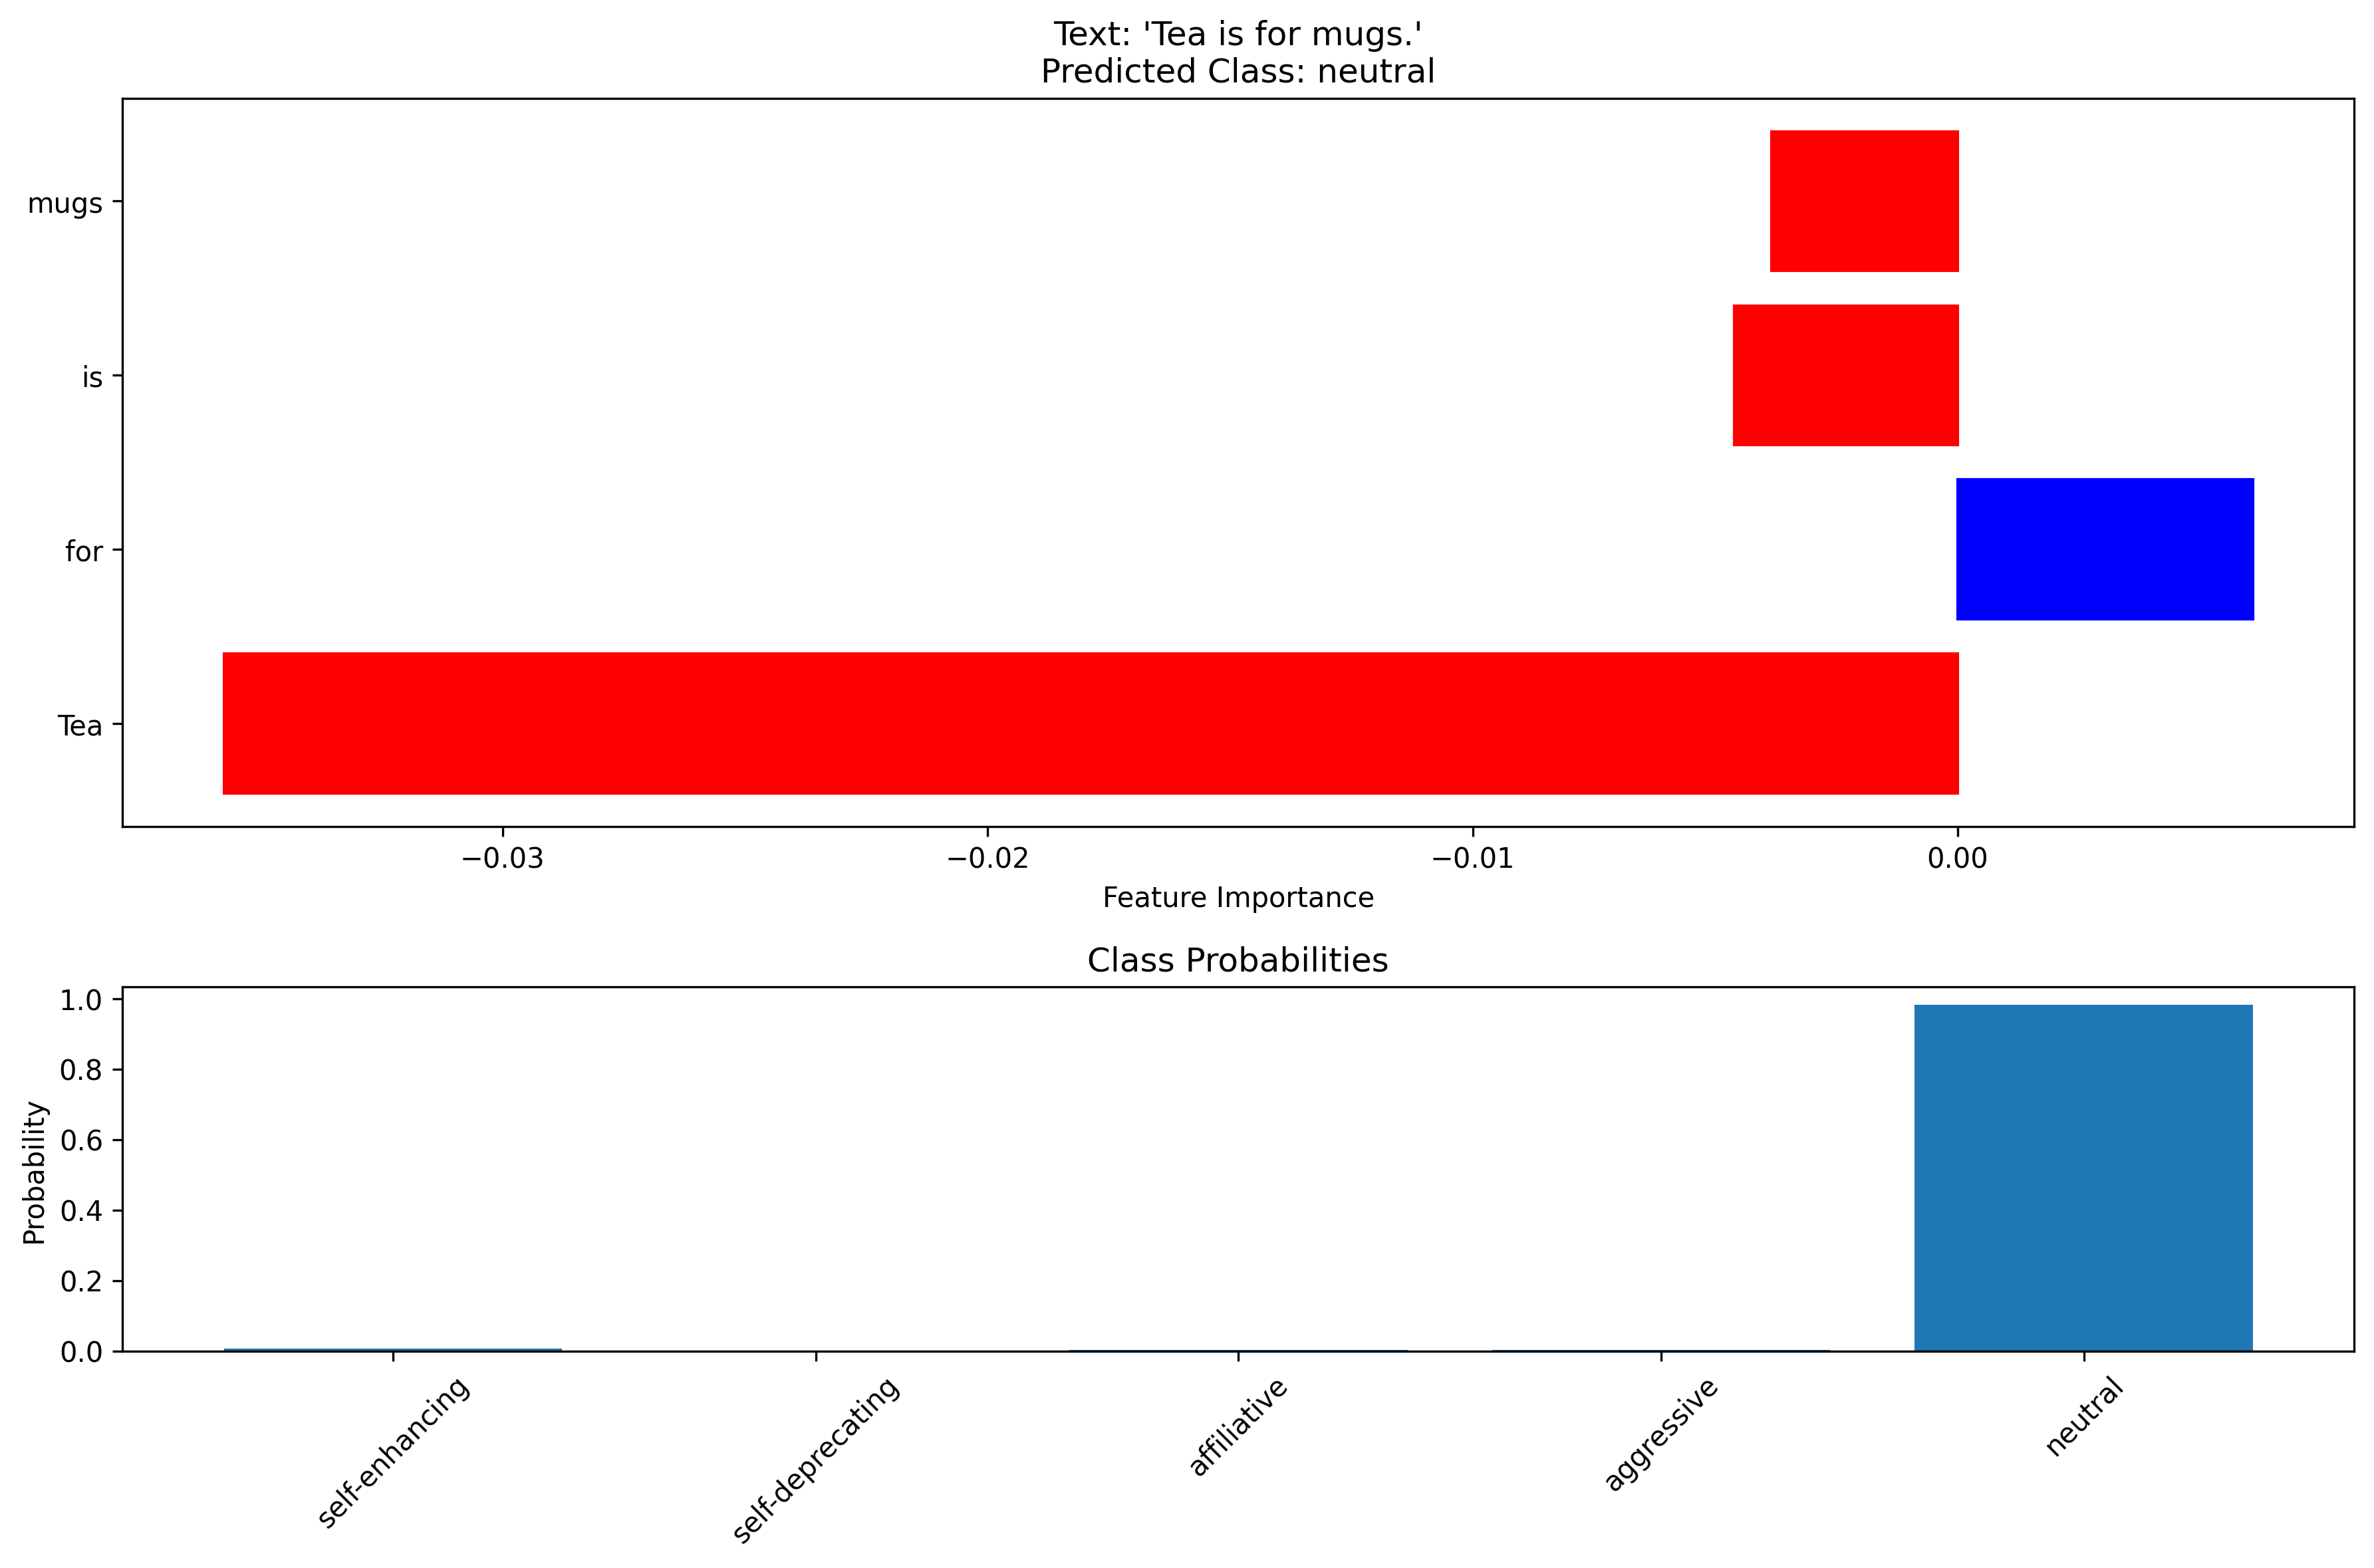 Text: 'Tea is for mugs.'
Predicted Class: neutral
mugs
is
for
Tea
−0.03
−0.02
−0.01
0.00
Feature Importance
Class Probabilities
1.0
0.8
0.6
0.4
0.2
0.0
Probability
self-enhancing
self-deprecating
affiliative
aggressive
neutral